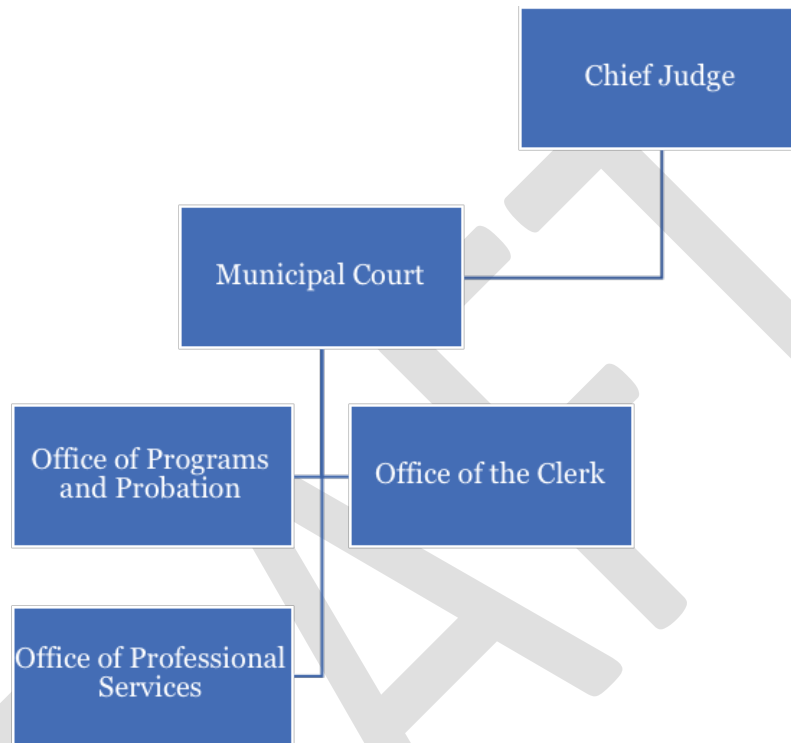 Chief Judge
Municipal Court
Office of Programs
and Probation
Office of the Clerk
Office of Professional
Services